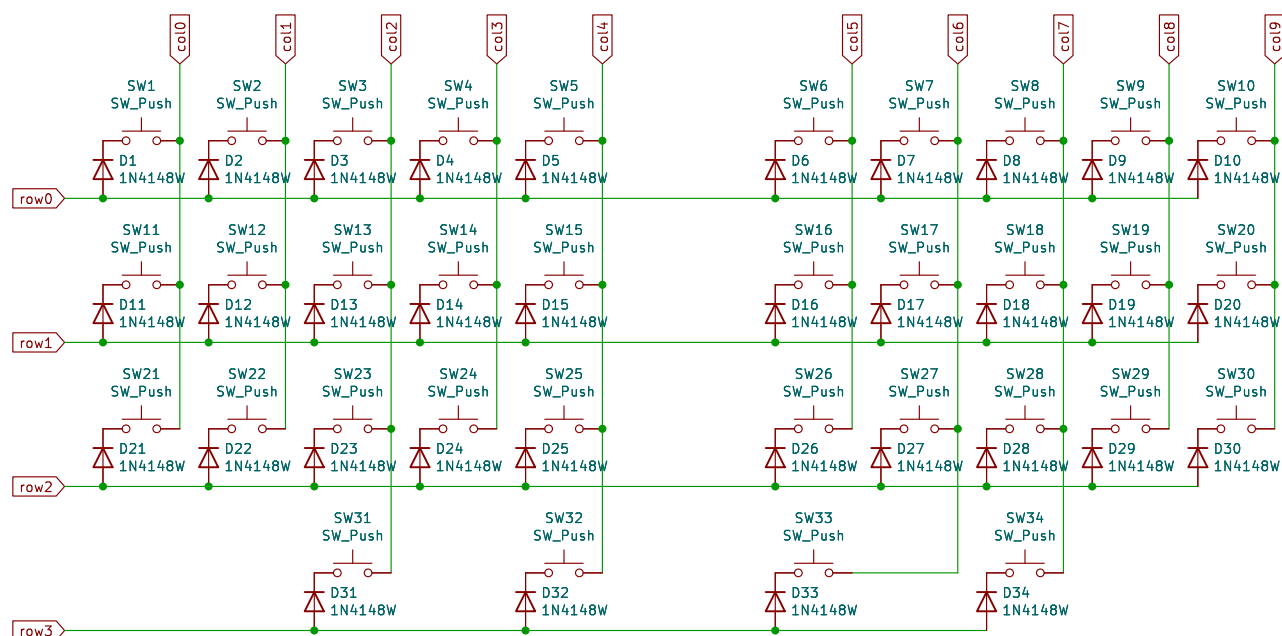 col0 col1 col2 col3 col4 col5 col6 col7 col8 col9
SW1 SW2 SW3 SW4 SW5 SW6 SW7 SW8 SW9 SW10
SW_Push SW_Push SW_Push SW_Push SW_Push SW_Push SW_Push SW_Push SW_Push SW_Push
D1 D2 D3 D4 D5 D6 D7 D8 D9 D10
1N4148W 1N4148W 1N4148W 1N4148W 1N4148W 1N4148W 1N4148W 1N4148W 1N4148W 1N4148W
row0
SW11 SW12 SW13 SW14 SW15 SW16 SW17 SW18 SW19 SW20
SW_Push SW_Push SW_Push SW_Push SW_Push SW_Push SW_Push SW_Push SW_Push SW_Push
D11 D12 D13 D14 D15 D16 D17 D18 D19 D20
1N4148W 1N4148W 1N4148W 1N4148W 1N4148W 1N4148W 1N4148W 1N4148W 1N4148W 1N4148W
row1
SW21 SW22 SW23 SW24 SW25 SW26 SW27 SW28 SW29 SW30
SW_Push SW_Push SW_Push SW_Push SW_Push SW_Push SW_Push SW_Push SW_Push SW_Push
D21 D22 D23 D24 D25 D26 D27 D28 D29 D30
1N4148W 1N4148W 1N4148W 1N4148W 1N4148W 1N4148W 1N4148W 1N4148W 1N4148W 1N4148W
row2
SW31 SW32 SW33 SW34
SW_Push SW_Push SW_Push SW_Push
D31 D32 D33 D34
1N4148W 1N4148W 1N4148W 1N4148W
row3